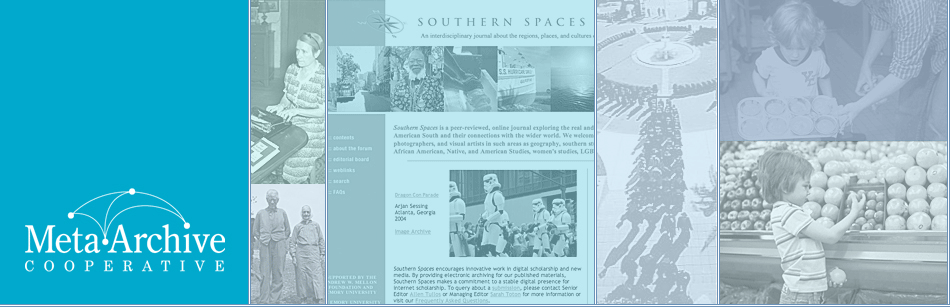 Meta Archive
COOPERATIVE
SOUTHERN SPACES
An interdisciplinary journal about the regions, places, and cultures
: contents
: about the forum
: editorial board
: weblinks
: search
: FAQs
Southern Spaces is a peer-reviewed, online journal exploring the real and
American South and their connections with the wider world. We welcom
photographers, and visual artists in such areas as geography, southern st
African American, Native, and American Studies, women's studies, LGB
Dragon Con Parade
Arjan Sessing
Atlanta, Georgia
2004
Image Archive
Southern Spaces encourages innovative work in digital scholarship and new
media. By providing electronic archiving for our published materials,
Southern Spaces makes a commitment to a stable digital presence for
internet scholarship. To query about a submission, please contact Senior
Editor Allen Tullos or Managing Editor Sarah Toton for more information or
visit our Frequently Asked Questions.
UPPORTED BY THE
DREW W. MELLON
FOUNDATION AND
EMORY UNIVERSITY
EMORY UNIVERSITY